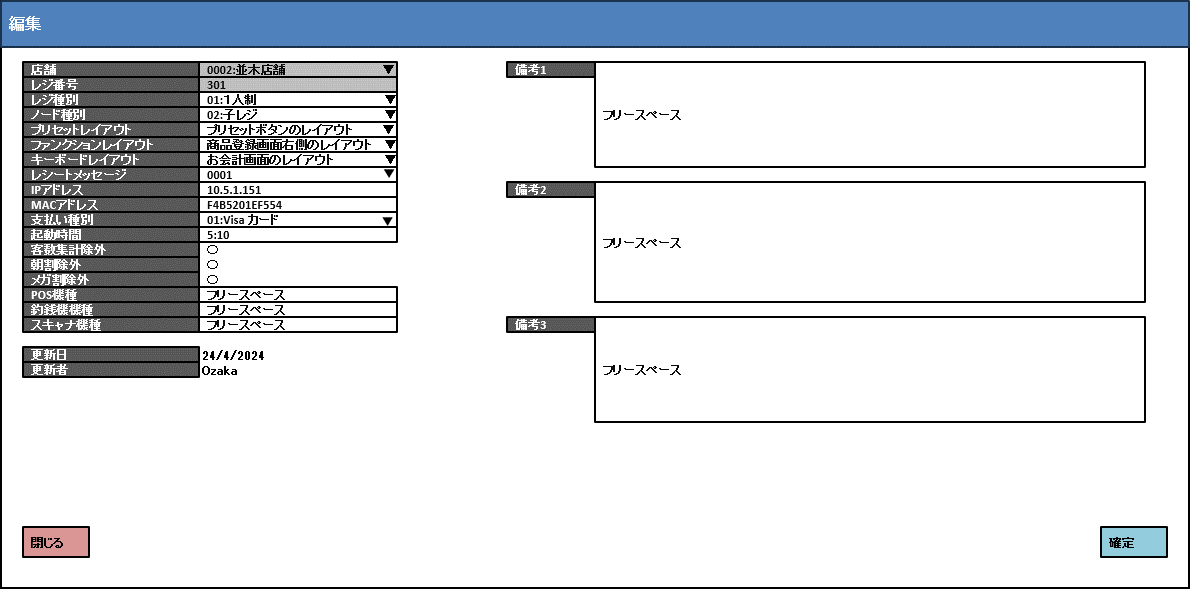 編集
店舗 0002:並木店舗 ▼
レジ番号 301
レジ種別 01:1人制 ▼
ノード種別 02:子レジ ▼
プリセットレイアウト プリセットボタンのレイアウト ▼
ファンクションレイアウト 商品登録画面右側のレイアウト ▼
キーボードレイアウト お会計画面のレイアウト ▼
レシートメッセージ 0001 ▼
IPアドレス 10.5.1.151
MACアドレス F4B5201EF554
支払い種別 01:Visa カード ▼
起動時間 5:10
客数集計除外 ○
朝割除外 ○
メガ割除外 ○
POS機種 フリースペース
釣銭機機種 フリースペース
スキャナ機種 フリースペース
更新日 24/4/2024
更新者 Ozaka
備考1
フリースペース
備考2
フリースペース
備考3
フリースペース
閉じる
確定